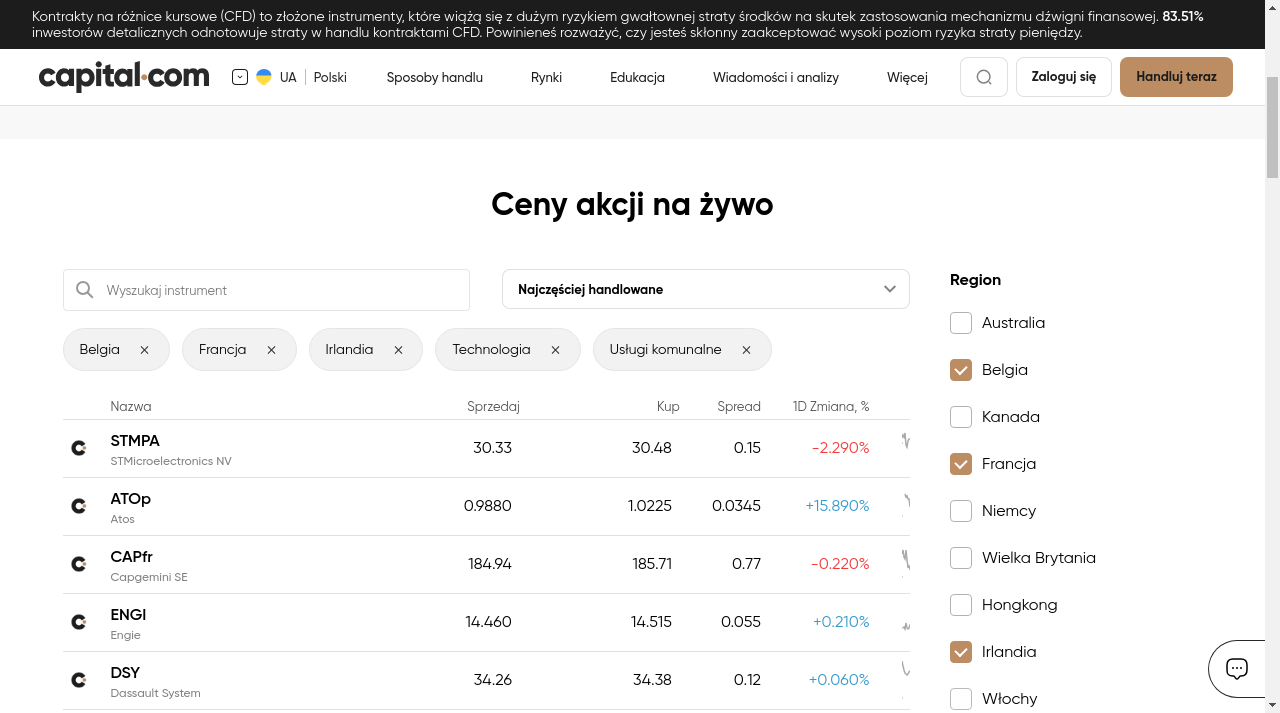 Kontrakty na różnice kursowe (CFD) to złożone instrumenty, które wiążą się z dużym ryzykiem gwałtownej straty środków na skutek zastosowania mechanizmu dźwigni finansowej. 83.51%
inwestorów detalicznych odnotowuje straty w handlu kontraktami CFD. Powinieneś rozważyć, czy jesteś skłonny zaakceptować wysoki poziom ryzyka straty pieniędzy.
capital.com UA Polski Sposoby handlu Rynki Edukacja Wiadomości i analizy Więcej Zaloguj się Handluj teraz
Ceny akcji na żywo
Wyszukaj instrument
Najczęściej handlowane
Belgia Francja Irlandia Technologia Usługi komunalne
Nazwa Sprzedaj Kup Spread 1D Zmiana, %
STMPA 30.33 30.48 0.15 -2.290%
STMicroelectronics NV
ATOp 0.9880 1.0225 0.0345 +15.890%
Atos
CAPfr 184.94 185.71 0.77 -0.220%
Capgemini SE
ENGI 14.460 14.515 0.055 +0.210%
Engie
DSY 34.26 34.38 0.12 +0.060%
Dassault System
Region
Australia
Belgia
Kanada
Francja
Niemcy
Wielka Brytania
Hongkong
Irlandia
Włochy